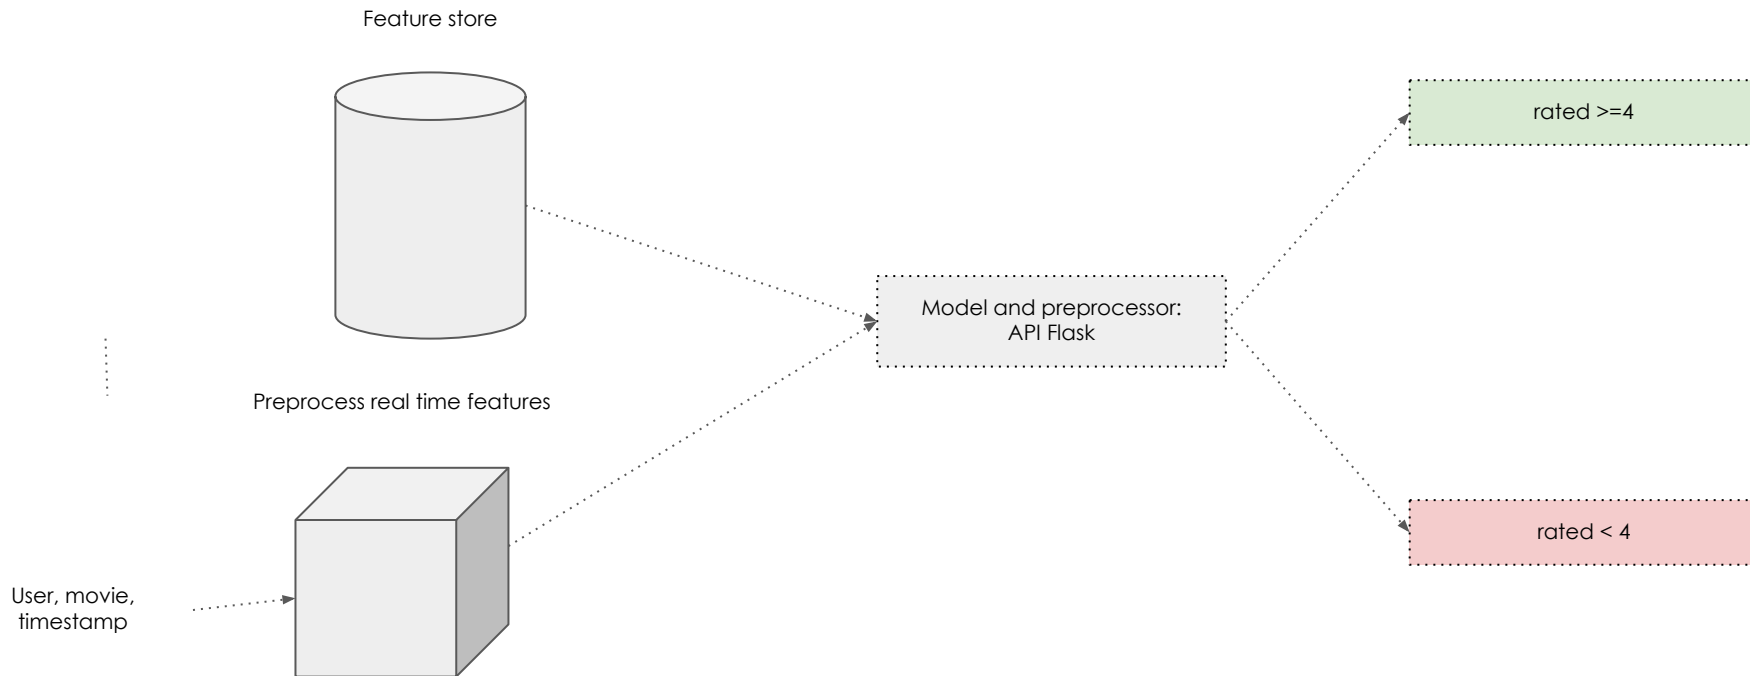 Feature store
rated >=4
Model and preprocessor:
API Flask
Preprocess real time features
rated < 4
User, movie,
timestamp